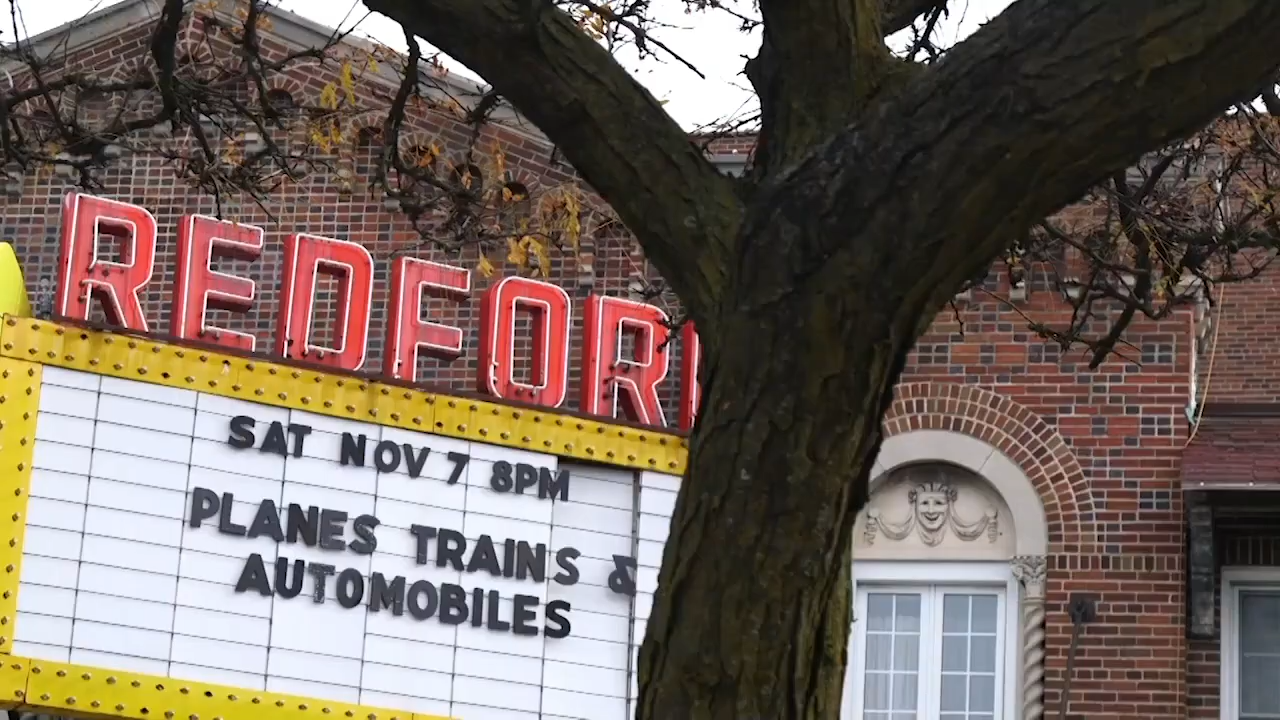 REDFOR
SAT NOV 7 8PM
PLANES TRAINS &
AUTOMOBILES